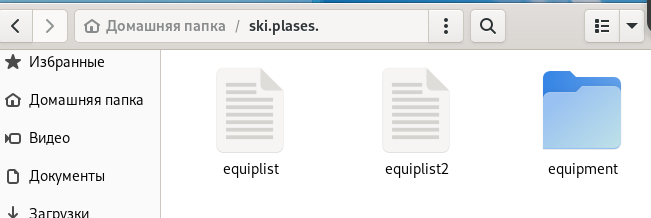 Домашняя папка / ski.plases.
Избранные
Домашняя папка
Видео
Документы
Загрузки
equiplist
equiplist2
equipment